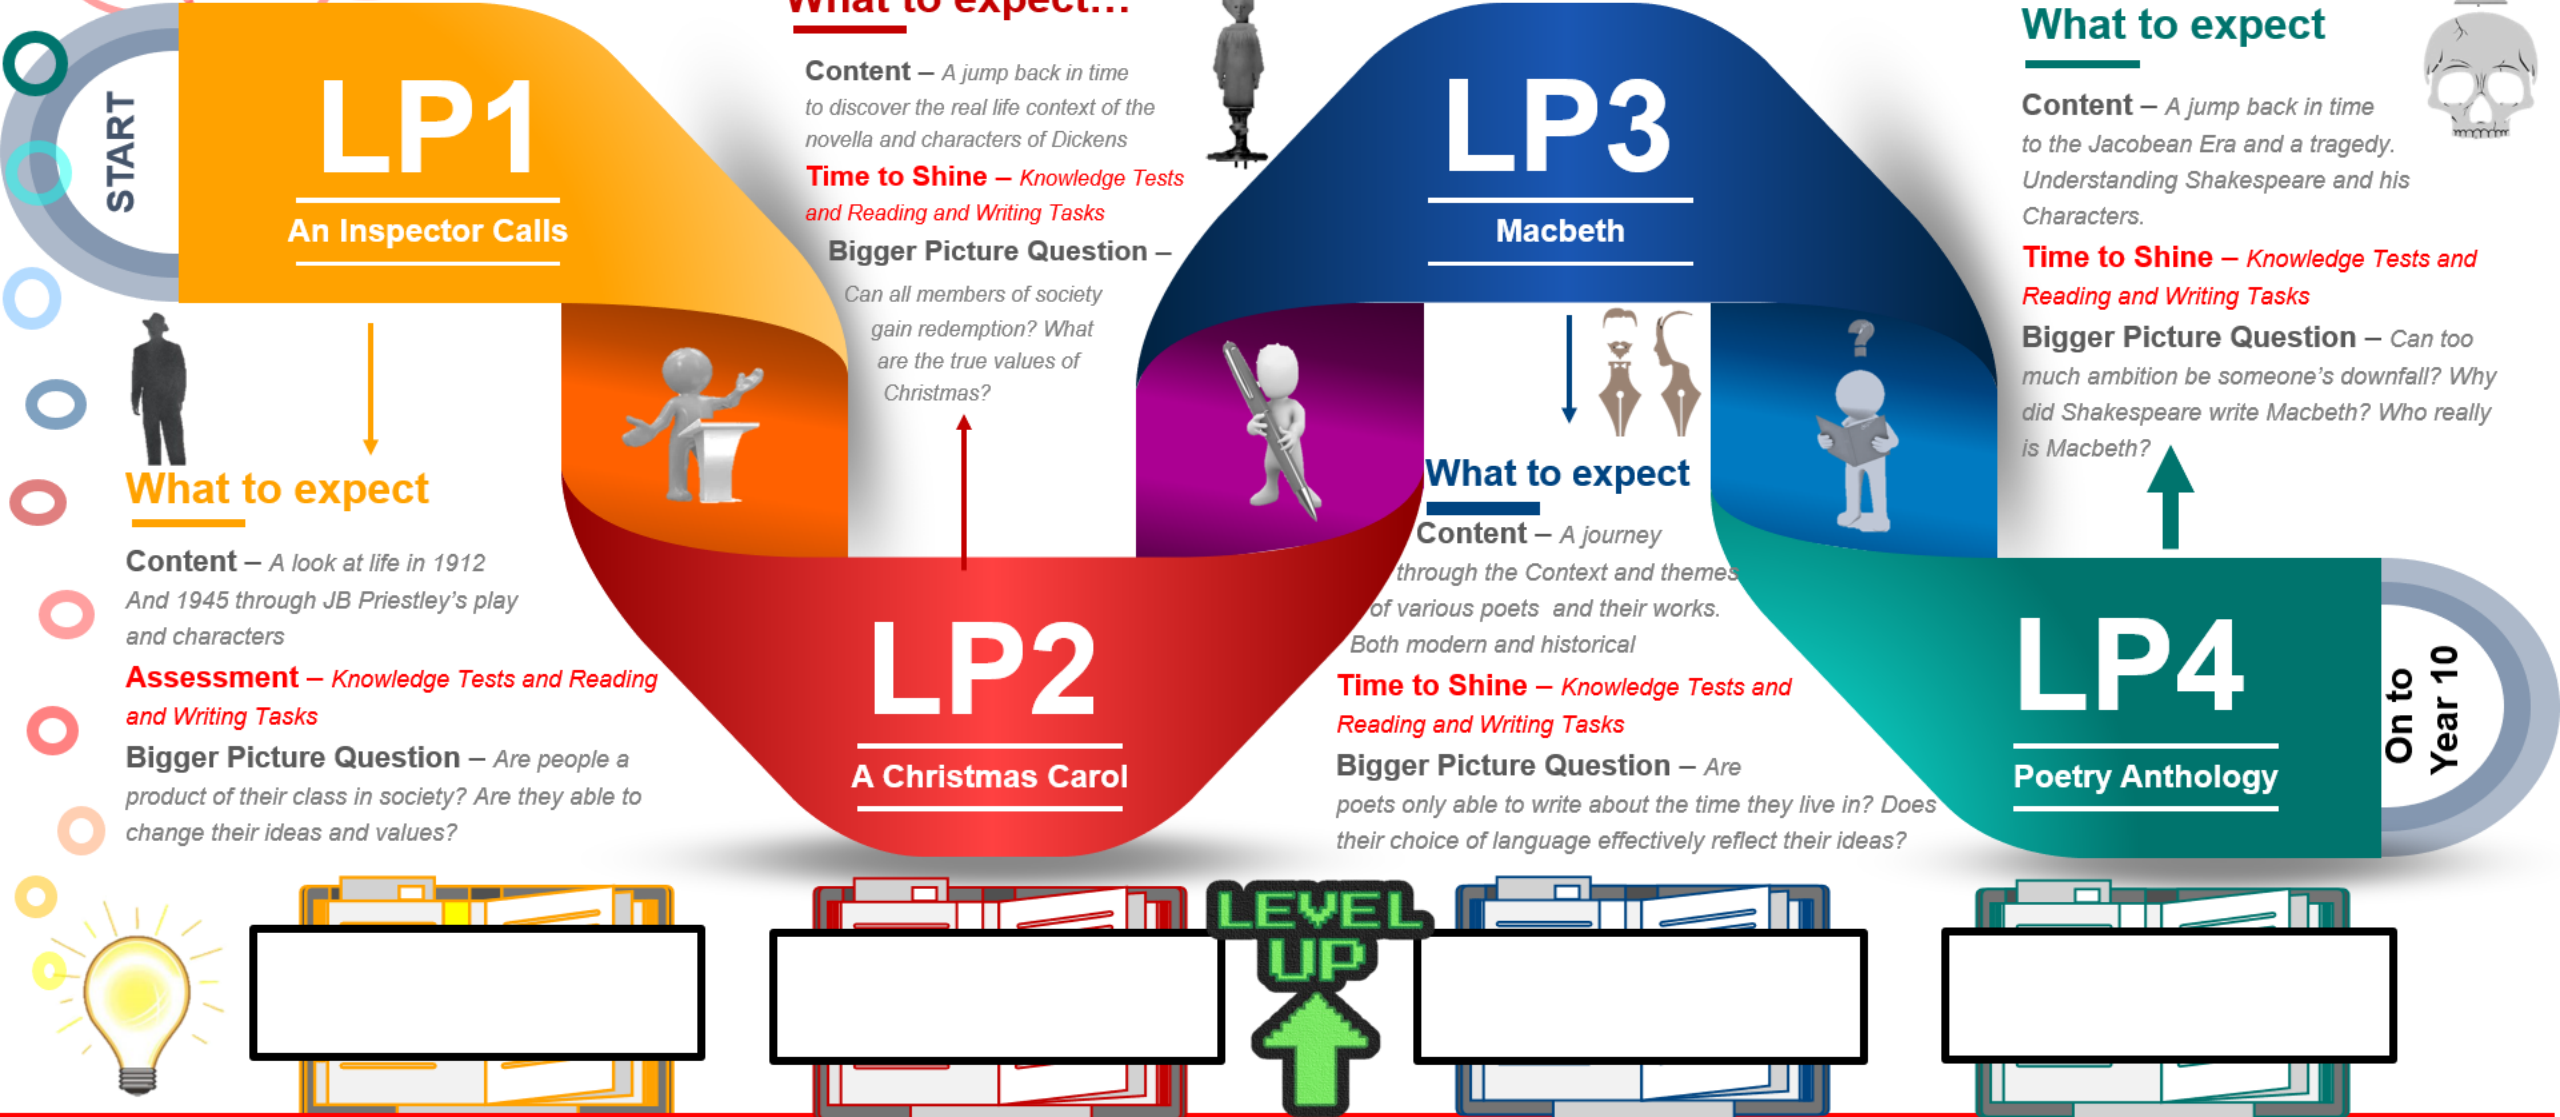 START
LP1
An Inspector Calls
What to expect
Content – A look at life in 1912
And 1945 through JB Priestley's play
and characters
Assessment – Knowledge Tests and Reading
and Writing Tasks
Bigger Picture Question – Are people a
product of their class in society? Are they able to
change their ideas and values?
What to expect...
Content – A jump back in time
to discover the real life context of the
novella and characters of Dickens
Time to Shine – Knowledge Tests
and Reading and Writing Tasks
Bigger Picture Question –
Can all members of society
gain redemption? What
are the true values of
Christmas?
LP2
A Christmas Carol
LP3
Macbeth
What to expect
Content – A journey
through the Context and themes
of various poets and their works.
Both modern and historical
Time to Shine – Knowledge Tests and
Reading and Writing Tasks
Bigger Picture Question – Are
poets only able to write about the time they live in? Does
their choice of language effectively reflect their ideas?
What to expect
Content – A jump back in time
to the Jacobean Era and a tragedy.
Understanding Shakespeare and his
Characters.
Time to Shine – Knowledge Tests and
Reading and Writing Tasks
Bigger Picture Question – Can too
much ambition be someone's downfall? Why
did Shakespeare write Macbeth? Who really
is Macbeth?
?
LP4
Poetry Anthology
On to
Year 10
LEVEL
UP